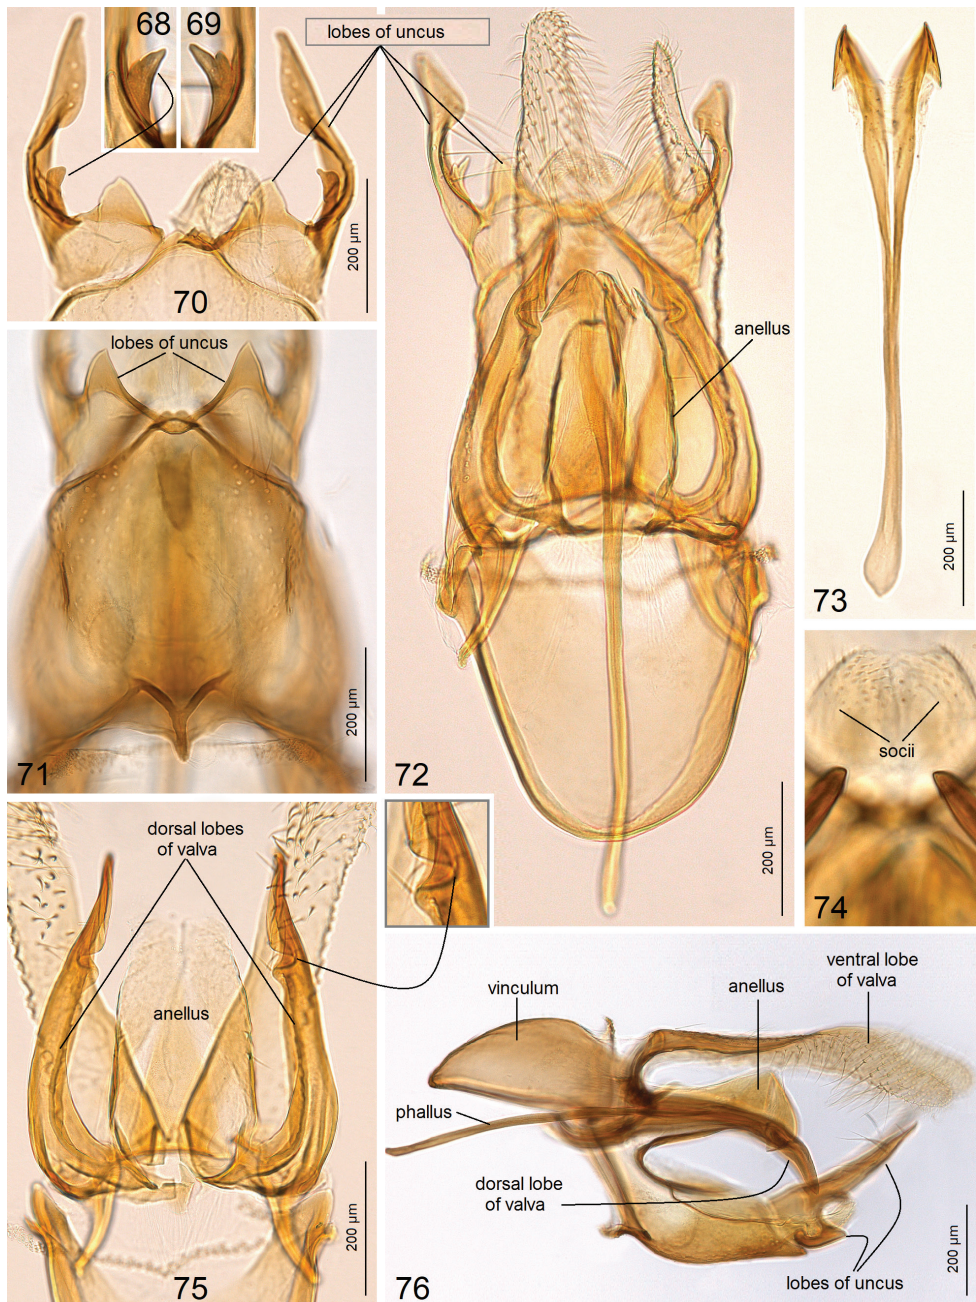 68
69
lobes of uncus
70
200 µm
lobes of uncus
71
200 µm
anellus
72
200 µm
73
200 µm
socii
74
dorsal lobes
of valva
anellus
75
200 µm
vinculum
anellus
ventral lobe
of valva
phallus
dorsal lobe
of valva
76
lobes of uncus
200 µm